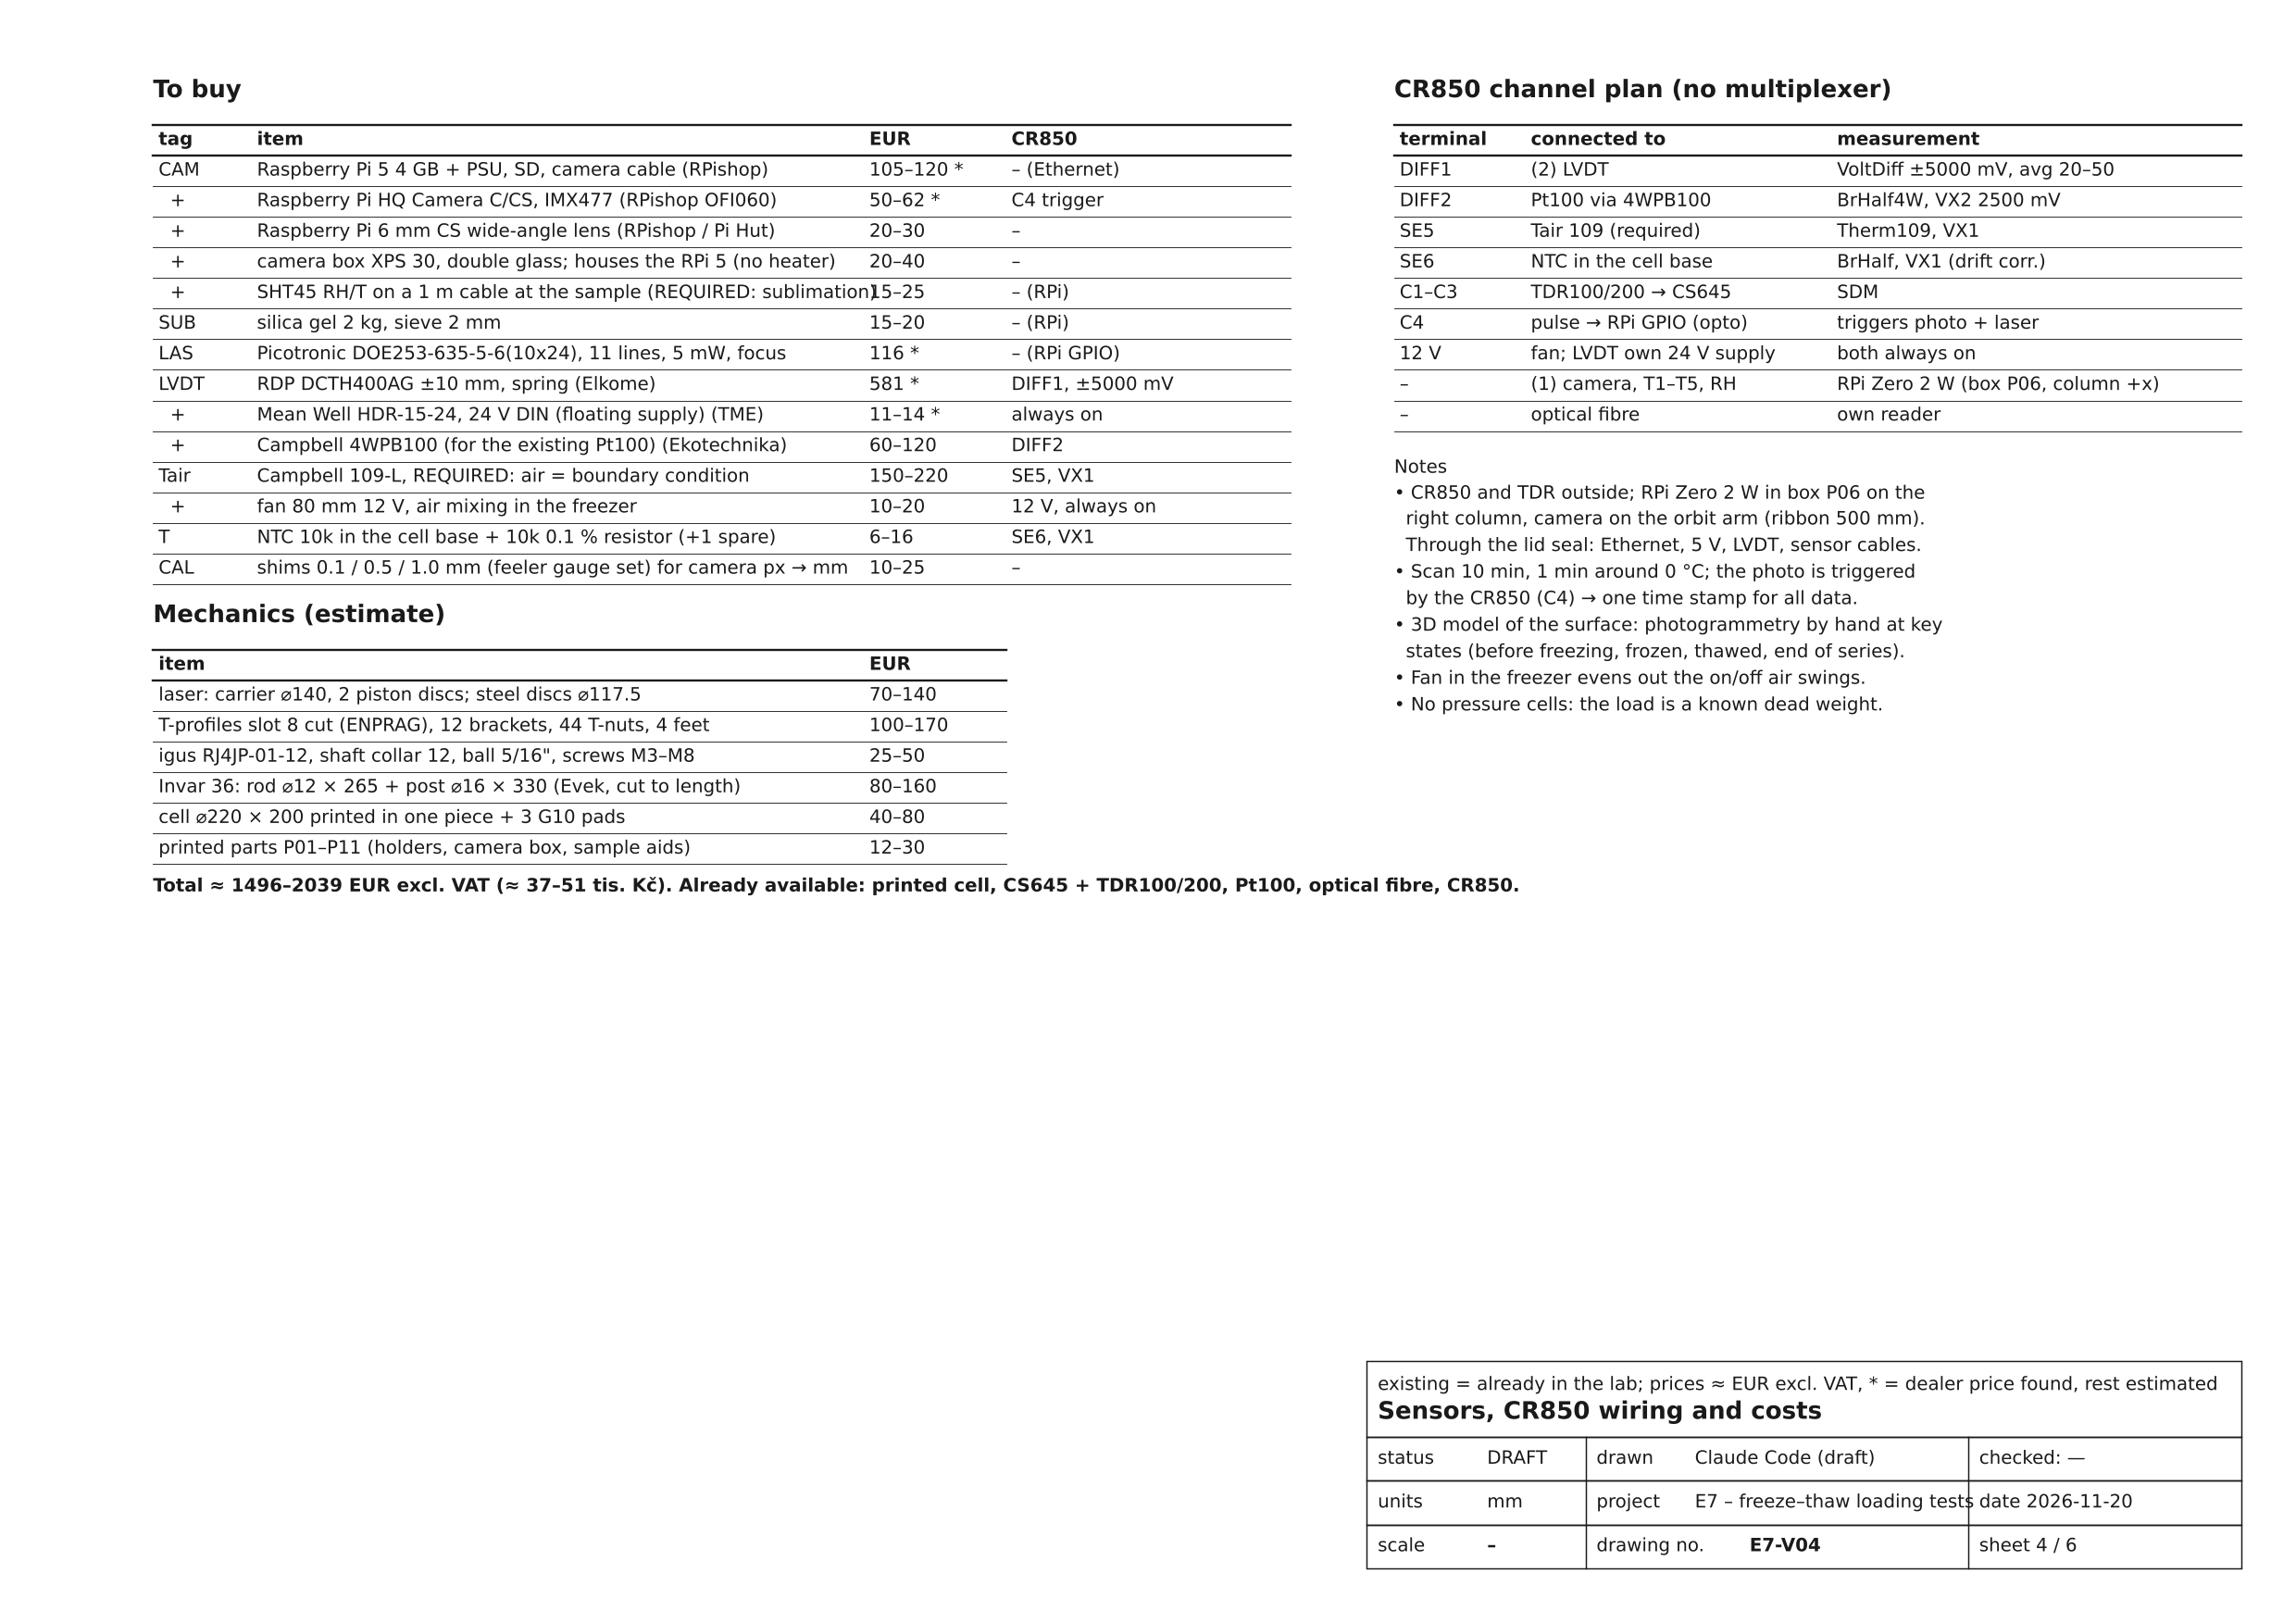 To buy
tag item EUR CR850
CAM Raspberry Pi 5 4 GB + PSU, SD, camera cable (RPishop) 105–120 * – (Ethernet)
+ Raspberry Pi HQ Camera C/CS, IMX477 (RPishop OFI060) 50–62 * C4 trigger
+ Raspberry Pi 6 mm CS wide-angle lens (RPishop / Pi Hut) 20–30 –
+ camera box XPS 30, double glass; houses the RPi 5 (no heater) 20–40 –
+ SHT45 RH/T on a 1 m cable at the sample (REQUIRED: sublimation) 15–25 – (RPi)
SUB silica gel 2 kg, sieve 2 mm 15–20 – (RPi)
LAS Picotronic DOE253-635-5-6(10x24), 11 lines, 5 mW, focus 116 * – (RPi GPIO)
LVDT RDP DCTH400AG ±10 mm, spring (Elkome) 581 * DIFF1, ±5000 mV
+ Mean Well HDR-15-24, 24 V DIN (floating supply) (TME) 11–14 * always on
+ Campbell 4WPB100 (for the existing Pt100) (Ekotechnika) 60–120 DIFF2
Tair Campbell 109-L, REQUIRED: air = boundary condition 150–220 SE5, VX1
+ fan 80 mm 12 V, air mixing in the freezer 10–20 12 V, always on
T NTC 10k in the cell base + 10k 0.1 % resistor (+1 spare) 6–16 SE6, VX1
CAL shims 0.1 / 0.5 / 1.0 mm (feeler gauge set) for camera px → mm 10–25 –
Mechanics (estimate)
item EUR
laser: carrier ⌀140, 2 piston discs; steel discs ⌀117.5 70–140
T-profiles slot 8 cut (ENPRAG), 12 brackets, 44 T-nuts, 4 feet 100–170
igus RJ4JP-01-12, shaft collar 12, ball 5/16", screws M3–M8 25–50
Invar 36: rod ⌀12 × 265 + post ⌀16 × 330 (Evek, cut to length) 80–160
cell ⌀220 × 200 printed in one piece + 3 G10 pads 40–80
printed parts P01–P11 (holders, camera box, sample aids) 12–30
Total ≈ 1496–2039 EUR excl. VAT (≈ 37–51 tis. Kč). Already available: printed cell, CS645 + TDR100/200, Pt100, optical fibre, CR850.
CR850 channel plan (no multiplexer)
terminal connected to measurement
DIFF1 (2) LVDT VoltDiff ±5000 mV, avg 20–50
DIFF2 Pt100 via 4WPB100 BrHalf4W, VX2 2500 mV
SE5 Tair 109 (required) Therm109, VX1
SE6 NTC in the cell base BrHalf, VX1 (drift corr.)
C1–C3 TDR100/200 → CS645 SDM
C4 pulse → RPi GPIO (opto) triggers photo + laser
12 V fan; LVDT own 24 V supply both always on
– (1) camera, T1–T5, RH RPi Zero 2 W (box P06, column +x)
– optical fibre own reader
Notes
• CR850 and TDR outside; RPi Zero 2 W in box P06 on the
right column, camera on the orbit arm (ribbon 500 mm).
Through the lid seal: Ethernet, 5 V, LVDT, sensor cables.
• Scan 10 min, 1 min around 0 °C; the photo is triggered
by the CR850 (C4) → one time stamp for all data.
• 3D model of the surface: photogrammetry by hand at key
states (before freezing, frozen, thawed, end of series).
• Fan in the freezer evens out the on/off air swings.
• No pressure cells: the load is a known dead weight.
existing = already in the lab; prices ≈ EUR excl. VAT, * = dealer price found, rest estimated
Sensors, CR850 wiring and costs
status DRAFT drawn Claude Code (draft) checked: —
units mm project E7 – freeze–thaw loading tests date 2026-11-20
scale – drawing no. E7-V04 sheet 4 / 6